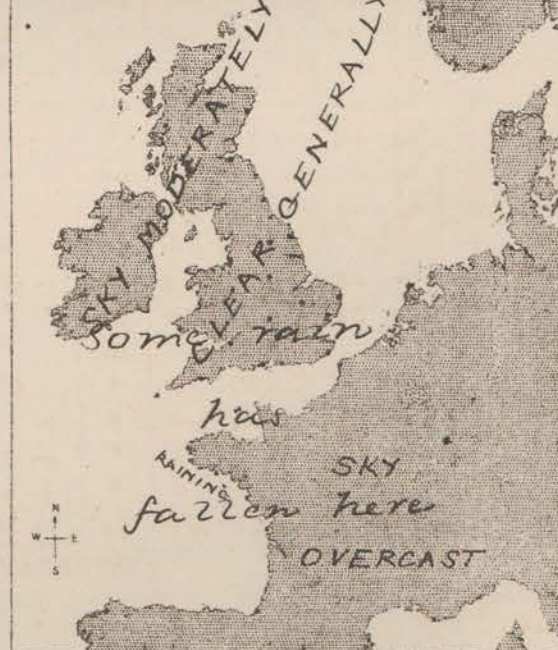 SKY MODERATELY
CLEAR GENERALLY
some rain
has
RAINING
fallen here
SKY
OVERCAST
N
W E
S